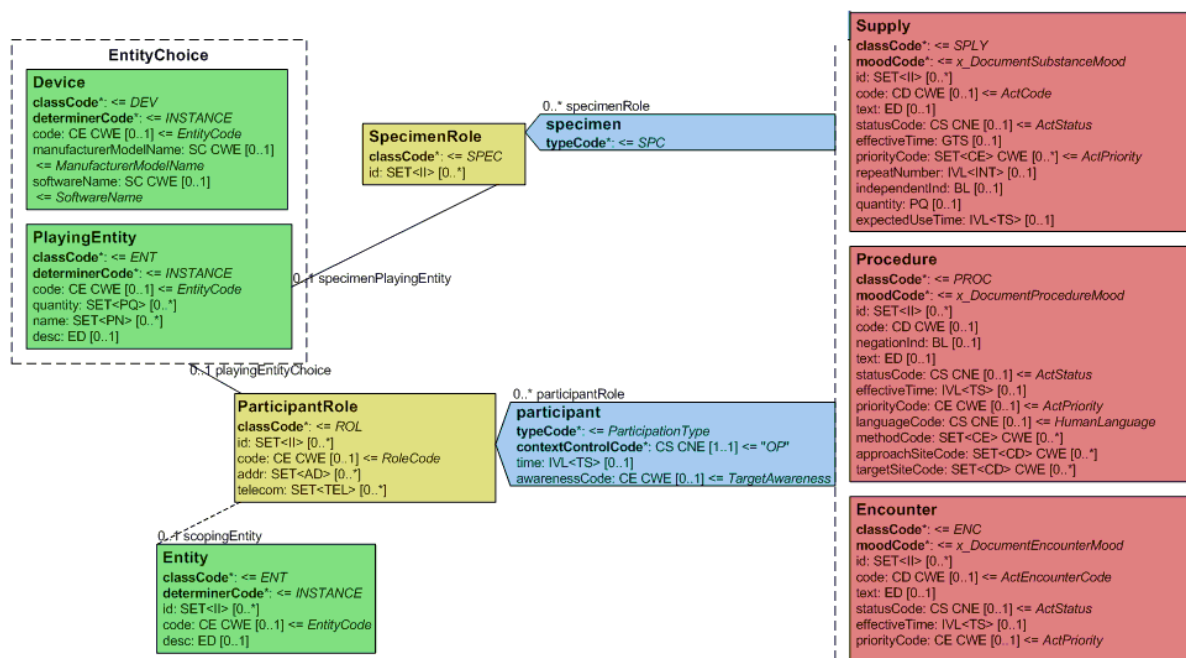 EntityChoice
Device
classCode*: <= DEV
determinerCode*: <= INSTANCE
code: CE CWE [0..1] <= EntityCode
manufacturerModelName: SC CWE [0..1]
<= ManufacturerModelName
softwareName: SC CWE [0..1]
<= SoftwareName
PlayingEntity
classCode*: <= ENT
determinerCode*: <= INSTANCE
code: CE CWE [0..1] <= EntityCode
quantity: SET<PQ> [0..*]
name: SET<PN> [0..*]
desc: ED [0..1]
0..1 playingEntityChoice
SpecimenRole
classCode*: <= SPEC
id: SET<II> [0..*]
0..* specimenRole
specimen
typeCode*: <= SPC
0..1 specimenPlayingEntity
ParticipantRole
classCode*: <= ROL
id: SET<II> [0..*]
code: CE CWE [0..1] <= RoleCode
addr: SET<AD> [0..*]
telecom: SET<TEL> [0..*]
0..* participantRole
participant
typeCode*: <= ParticipationType
contextControlCode*: CS CNE [1..1] <= "OP"
time: IVL<TS> [0..1]
awarenessCode: CE CWE [0..1] <= TargetAwareness
0..1 scopingEntity
Entity
classCode*: <= ENT
determinerCode*: <= INSTANCE
id: SET<II> [0..*]
code: CE CWE [0..1] <= EntityCode
desc: ED [0..1]
Supply
classCode*: <= SPLY
moodCode*: <= x_DocumentSubstanceMood
id: SET<II> [0..*]
code: CD CWE [0..1] <= ActCode
text: ED [0..1]
statusCode: CS CNE [0..1] <= ActStatus
effectiveTime: GTS [0..1]
priorityCode: SET<CE> CWE [0..*] <= ActPriority
repeatNumber: IVL<INT> [0..1]
independentInd: BL [0..1]
quantity: PQ [0..1]
expectedUseTime: IVL<TS> [0..1]
Procedure
classCode*: <= PROC
moodCode*: <= x_DocumentProcedureMood
id: SET<II> [0..*]
code: CD CWE [0..1]
negationInd: BL [0..1]
text: ED [0..1]
statusCode: CS CNE [0..1] <= ActStatus
effectiveTime: IVL<TS> [0..1]
priorityCode: CE CWE [0..1] <= ActPriority
languageCode: CS CNE [0..1] <= HumanLanguage
methodCode: SET<CE> CWE [0..*]
approachSiteCode: SET<CD> CWE [0..*]
targetSiteCode: SET<CD> CWE [0..*]
Encounter
classCode*: <= ENC
moodCode*: <= x_DocumentEncounterMood
id: SET<II> [0..*]
code: CD CWE [0..1] <= ActEncounterCode
text: ED [0..1]
statusCode: CS CNE [0..1] <= ActStatus
effectiveTime: IVL<TS> [0..1]
priorityCode: CE CWE [0..1] <= ActPriority